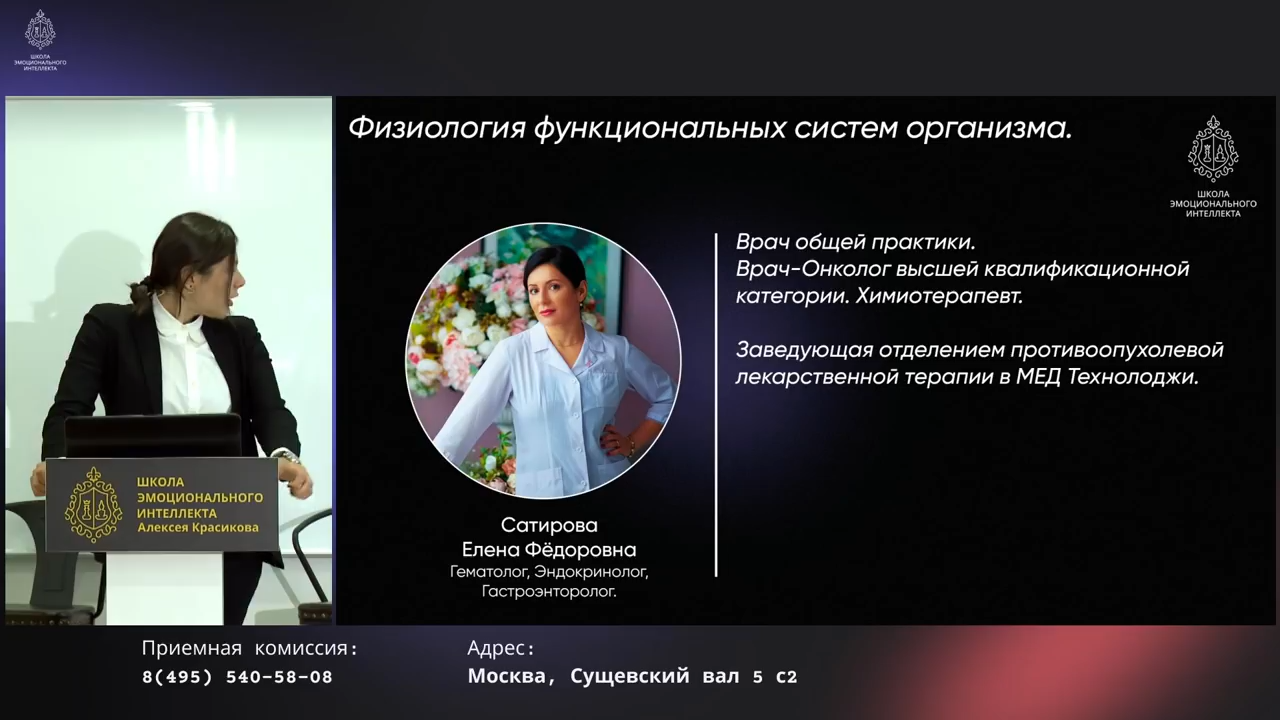 ШКОЛА
ЭМОЦИОНАЛЬНОГО
ИНТЕЛЛЕКТА
Физиология функциональных систем организма.
ШКОЛА
ЭМОЦИОНАЛЬНОГО
ИНТЕЛЛЕКТА
Врач общей практики.
Врач-Онколог высшей квалификационной
категории. Химиотерапевт.
Заведующая отделением противоопухолевой
лекарственной терапии в МЕД Технолоджи.
Сатирова
Елена Фёдоровна
Гематолог, Эндокринолог,
Гастроэнторолог.
ШКОЛА
ЭМОЦИОНАЛЬНОГО
ИНТЕЛЛЕКТА
Алексея Красикова
Приемная комиссия:
8(495) 540-58-08
Адрес:
Москва, Сущевский вал 5 с2